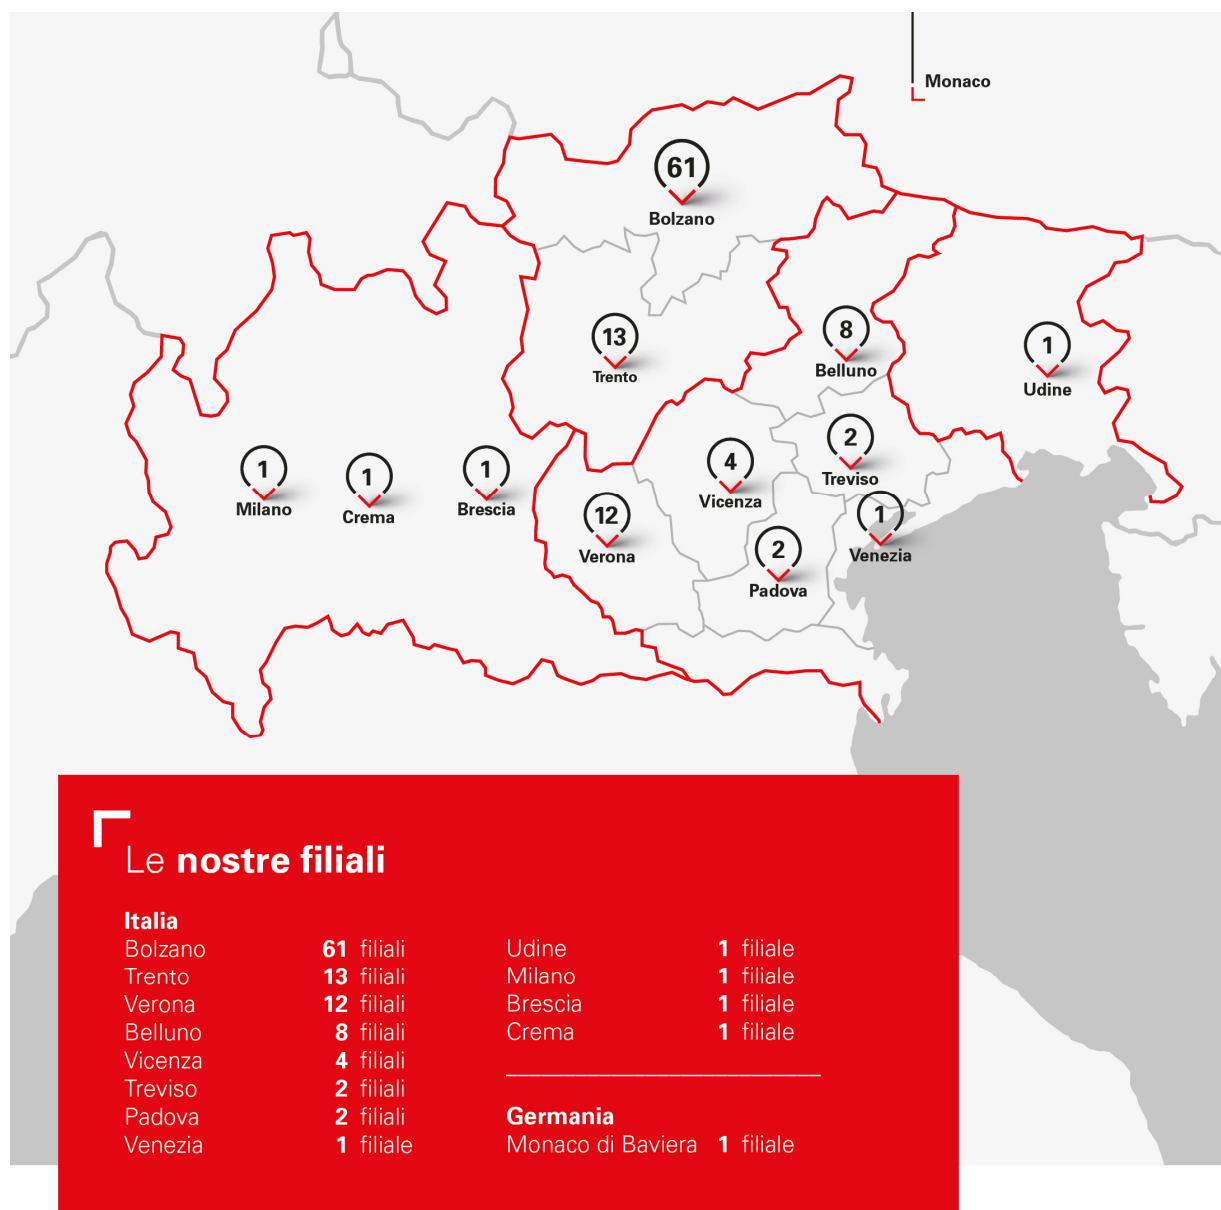 Monaco
61
Bolzano
13
Trento
8
Belluno
1
Udine
2
Treviso
4
Vicenza
1
Milano
1
Crema
1
Brescia
12
Verona
1
Venezia
2
Padova
Le nostre filiali
Italia
Bolzano 61 filiali
Trento 13 filiali
Verona 12 filiali
Belluno 8 filiali
Vicenza 4 filiali
Treviso 2 filiali
Padova 2 filiali
Venezia 1 filiale
Udine 1 filiale
Milano 1 filiale
Brescia 1 filiale
Crema 1 filiale
Germania
Monaco di Baviera 1 filiale